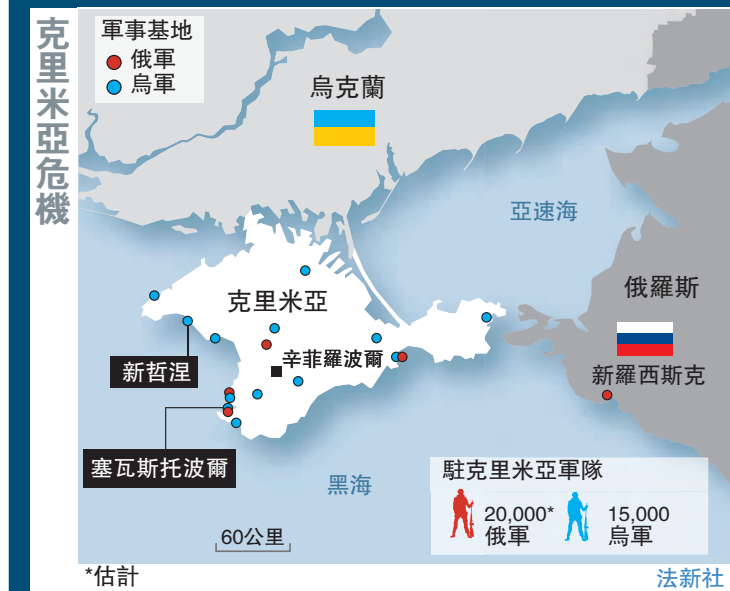 克里米亞危機
軍事基地
俄軍
烏軍
烏克蘭
亞速海
俄羅斯
克里米亞
新哲涅
辛菲羅波爾
新羅西斯克
塞瓦斯托波爾
黑海
駐克里米亞軍隊
20,000*
俄軍
15,000
烏軍
60公里
*估計
法新社